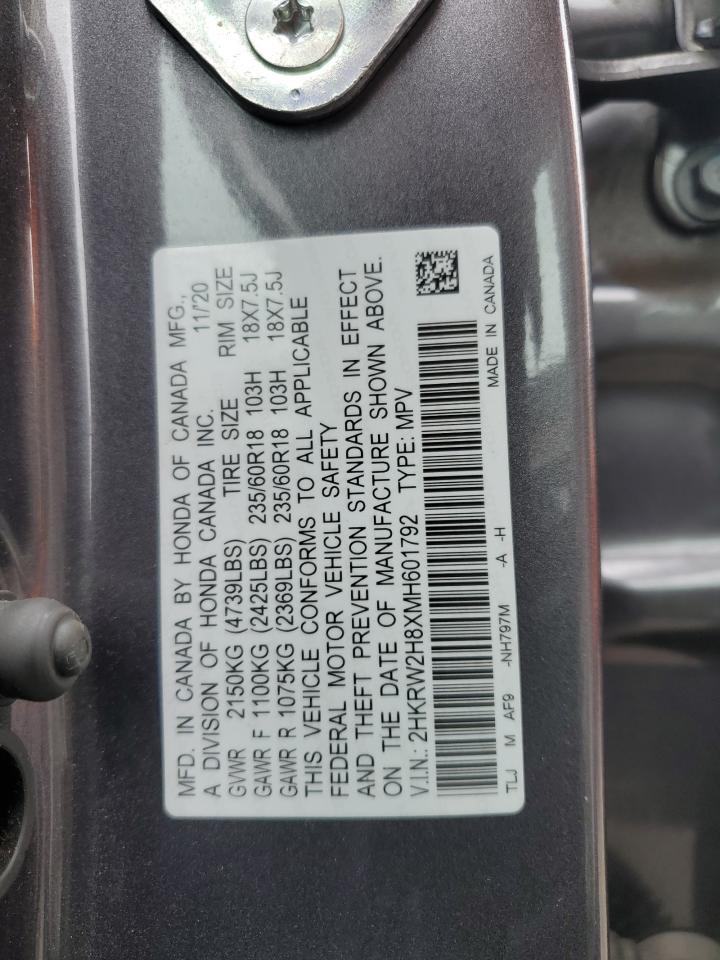 MFD. IN CANADA BY HONDA OF CANADA MFG.,
A DIVISION OF HONDA CANADA INC. 11/20
GVWR 2150KG (4739LBS) TIRE SIZE RIM SIZE
GAWR F 1100KG (2425LBS) 235/60R18 103H 18X7.5J
GAWR R 1075KG (2369LBS) 235/60R18 103H 18X7.5J
THIS VEHICLE CONFORMS TO ALL APPLICABLE
FEDERAL MOTOR VEHICLE SAFETY
AND THEFT PREVENTION STANDARDS IN EFFECT
ON THE DATE OF MANUFACTURE SHOWN ABOVE.
V.I.N.: 2HKRW2H8XMH601792 TYPE: MPV
TLJ M AF9 -NH797M -A -H MADE IN CANADA